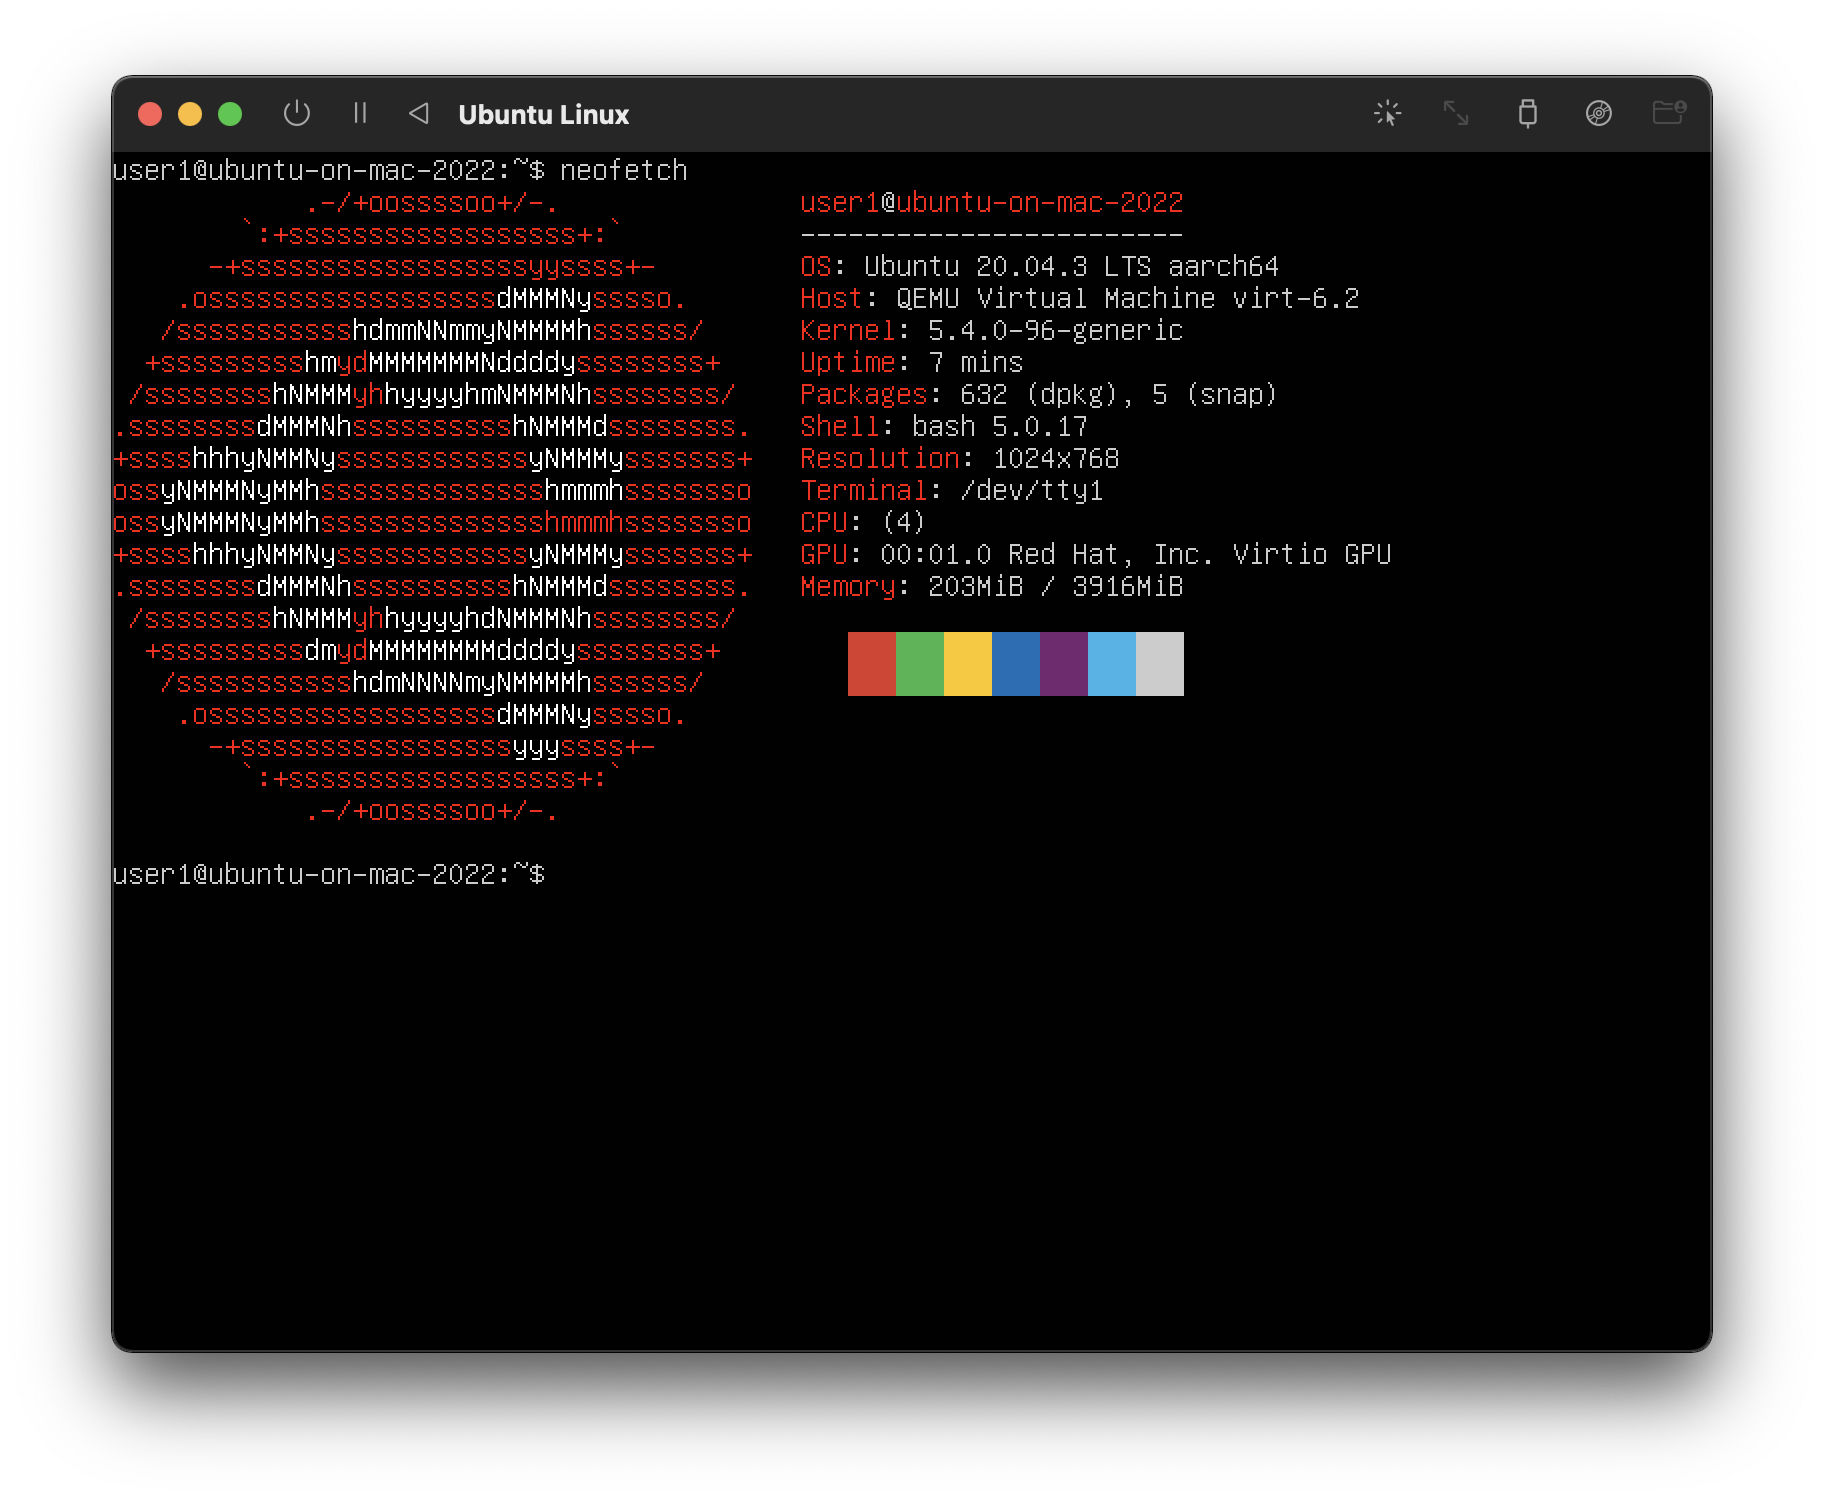 Ubuntu Linux
user1@ubuntu-on-mac-2022:~$ neofetch
.-/+oossssoo+/-. user1@ubuntu-on-mac-2022
`:+ssssssssssssssssss+:` ------------------------
-+ssssssssssssssssssyyssss+- OS: Ubuntu 20.04.3 LTS aarch64
.ossssssssssssssssssdMMMNysssso. Host: QEMU Virtual Machine virt-6.2
/ssssssssssshdmmNNmmyNMMMMhssssss/ Kernel: 5.4.0-96-generic
+ssssssssshmydMMMMMMMNddddyssssssss+ Uptime: 7 mins
/sssssssshNMMMyhhyyyyhmNMMMNhssssssss/ Packages: 632 (dpkg), 5 (snap)
.ssssssssdMMMNhsssssssssshNMMMdssssssss. Shell: bash 5.0.17
+sssshhhyNMMNyssssssssssssyNMMMysssssss+ Resolution: 1024x768
ossyNMMMNyMMhsssssssssssssshmmmhssssssso Terminal: /dev/tty1
ossyNMMMNyMMhsssssssssssssshmmmhssssssso CPU: (4)
+sssshhhyNMMNyssssssssssssyNMMMysssssss+ GPU: 00:01.0 Red Hat, Inc. Virtio GPU
.ssssssssdMMMNhsssssssssshNMMMdssssssss. Memory: 203MiB / 3916MiB
/sssssssshNMMMyhhyyyyhdNMMMNhssssssss/
+sssssssssdmydMMMMMMMMddddyssssssss+
/ssssssssssshdmNNNNmyNMMMMhssssss/
.ossssssssssssssssssdMMMNysssso.
-+sssssssssssssssssyyyssss+-
`:+ssssssssssssssssss+:`
.-/+oossssoo+/-.
user1@ubuntu-on-mac-2022:~$